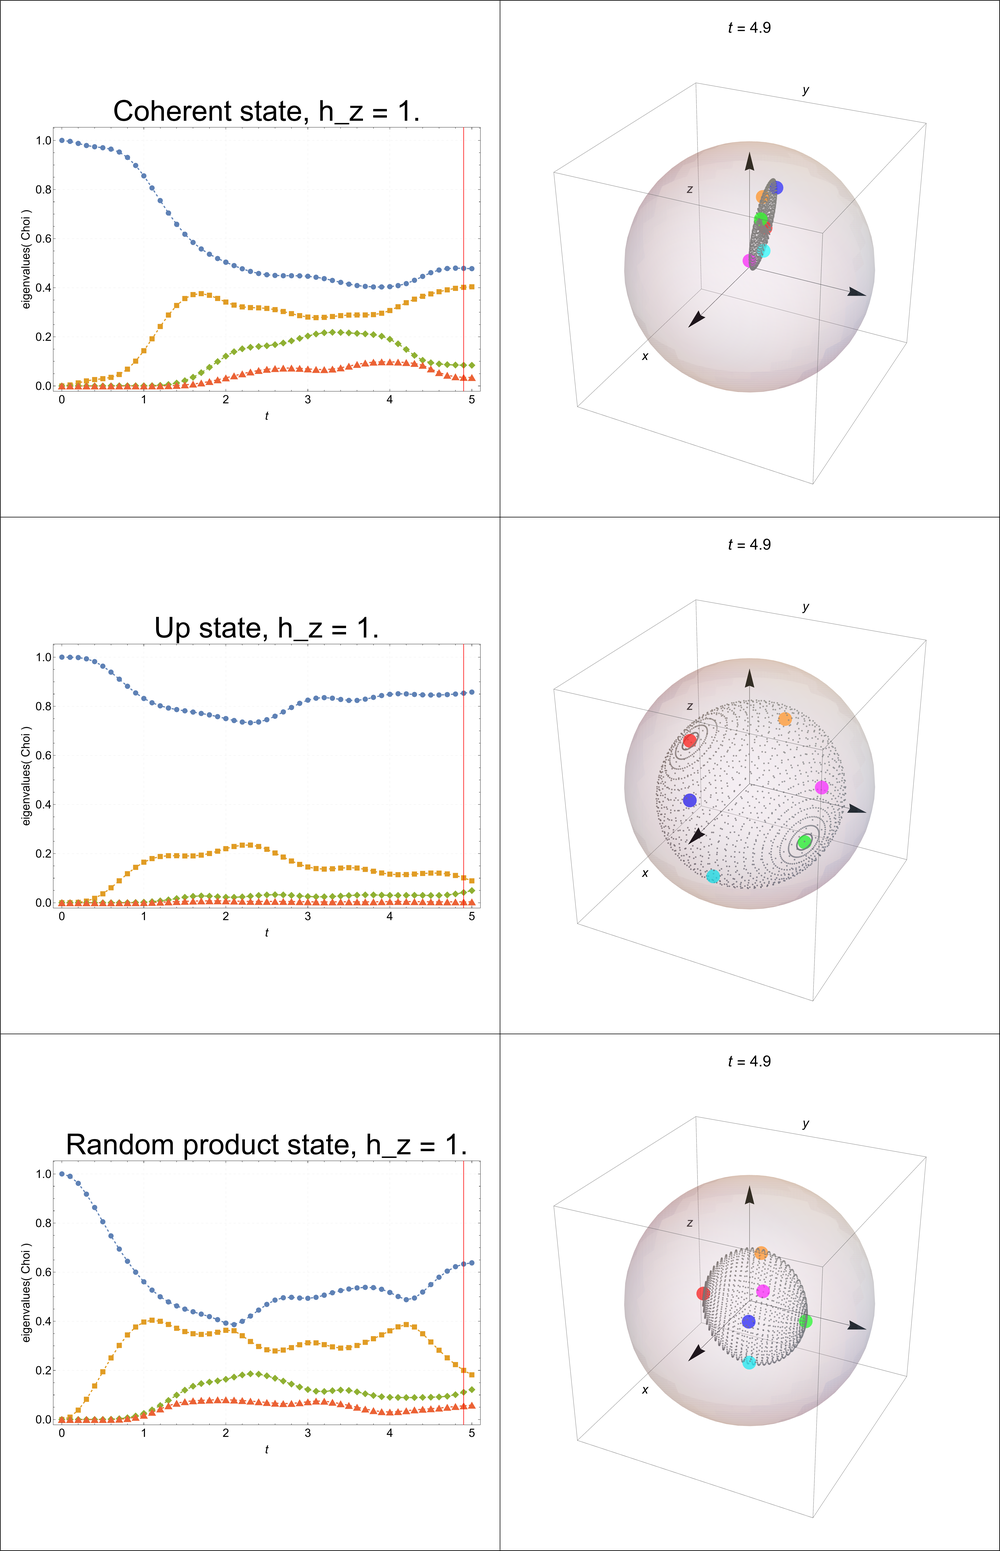 t = 4.9
Coherent state, h_z = 1.
eigenvalues( Choi )
1.0
0.8
0.6
0.4
0.2
0.0
0 1 2 3 4 5
t
y
z
x
t = 4.9
Up state, h_z = 1.
eigenvalues( Choi )
1.0
0.8
0.6
0.4
0.2
0.0
0 1 2 3 4 5
t
y
z
x
t = 4.9
Random product state, h_z = 1.
eigenvalues( Choi )
1.0
0.8
0.6
0.4
0.2
0.0
0 1 2 3 4 5
t
y
z
x